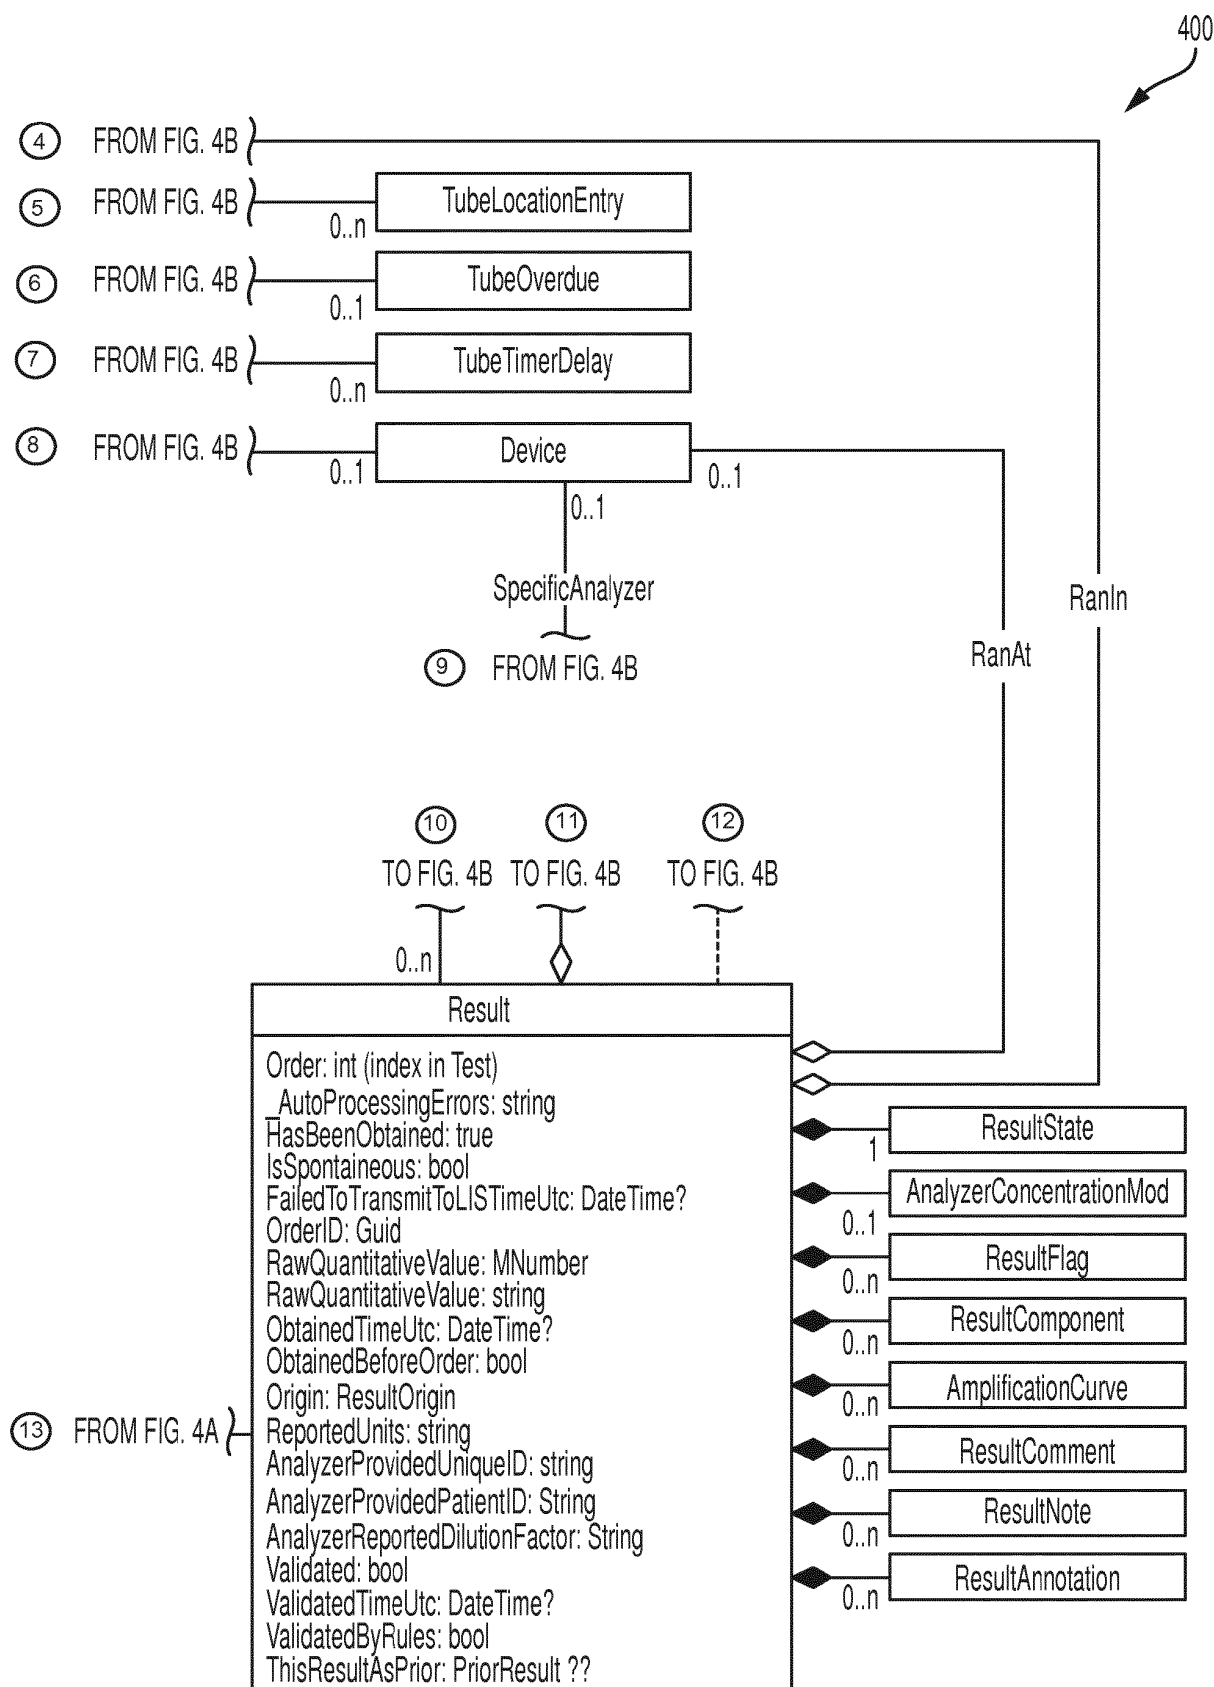 400
4 FROM FIG. 4B
5 FROM FIG. 4B
0..n
TubeLocationEntry
6 FROM FIG. 4B
0..1
TubeOverdue
7 FROM FIG. 4B
0..n
TubeTimerDelay
8 FROM FIG. 4B
0..1
Device
0..1
0..1
SpecificAnalyzer
9 FROM FIG. 4B
RanIn
RanAt
10
TO FIG. 4B
0..n
11
TO FIG. 4B
12
TO FIG. 4B
Result
Order: int (index in Test)
_AutoProcessingErrors: string
HasBeenObtained: true
IsSpontaineous: bool
FailedToTransmitToLISTimeUtc: DateTime?
OrderID: Guid
RawQuantitativeValue: MNumber
RawQuantitativeValue: string
ObtainedTimeUtc: DateTime?
ObtainedBeforeOrder: bool
Origin: ResultOrigin
ReportedUnits: string
AnalyzerProvidedUniqueID: string
AnalyzerProvidedPatientID: String
AnalyzerReportedDilutionFactor: String
Validated: bool
ValidatedTimeUtc: DateTime?
ValidatedByRules: bool
ThisResultAsPrior: PriorResult ??
13 FROM FIG. 4A
1
ResultState
0..1
AnalyzerConcentrationMod
0..n
ResultFlag
0..n
ResultComponent
0..n
AmplificationCurve
0..n
ResultComment
0..n
ResultNote
0..n
ResultAnnotation